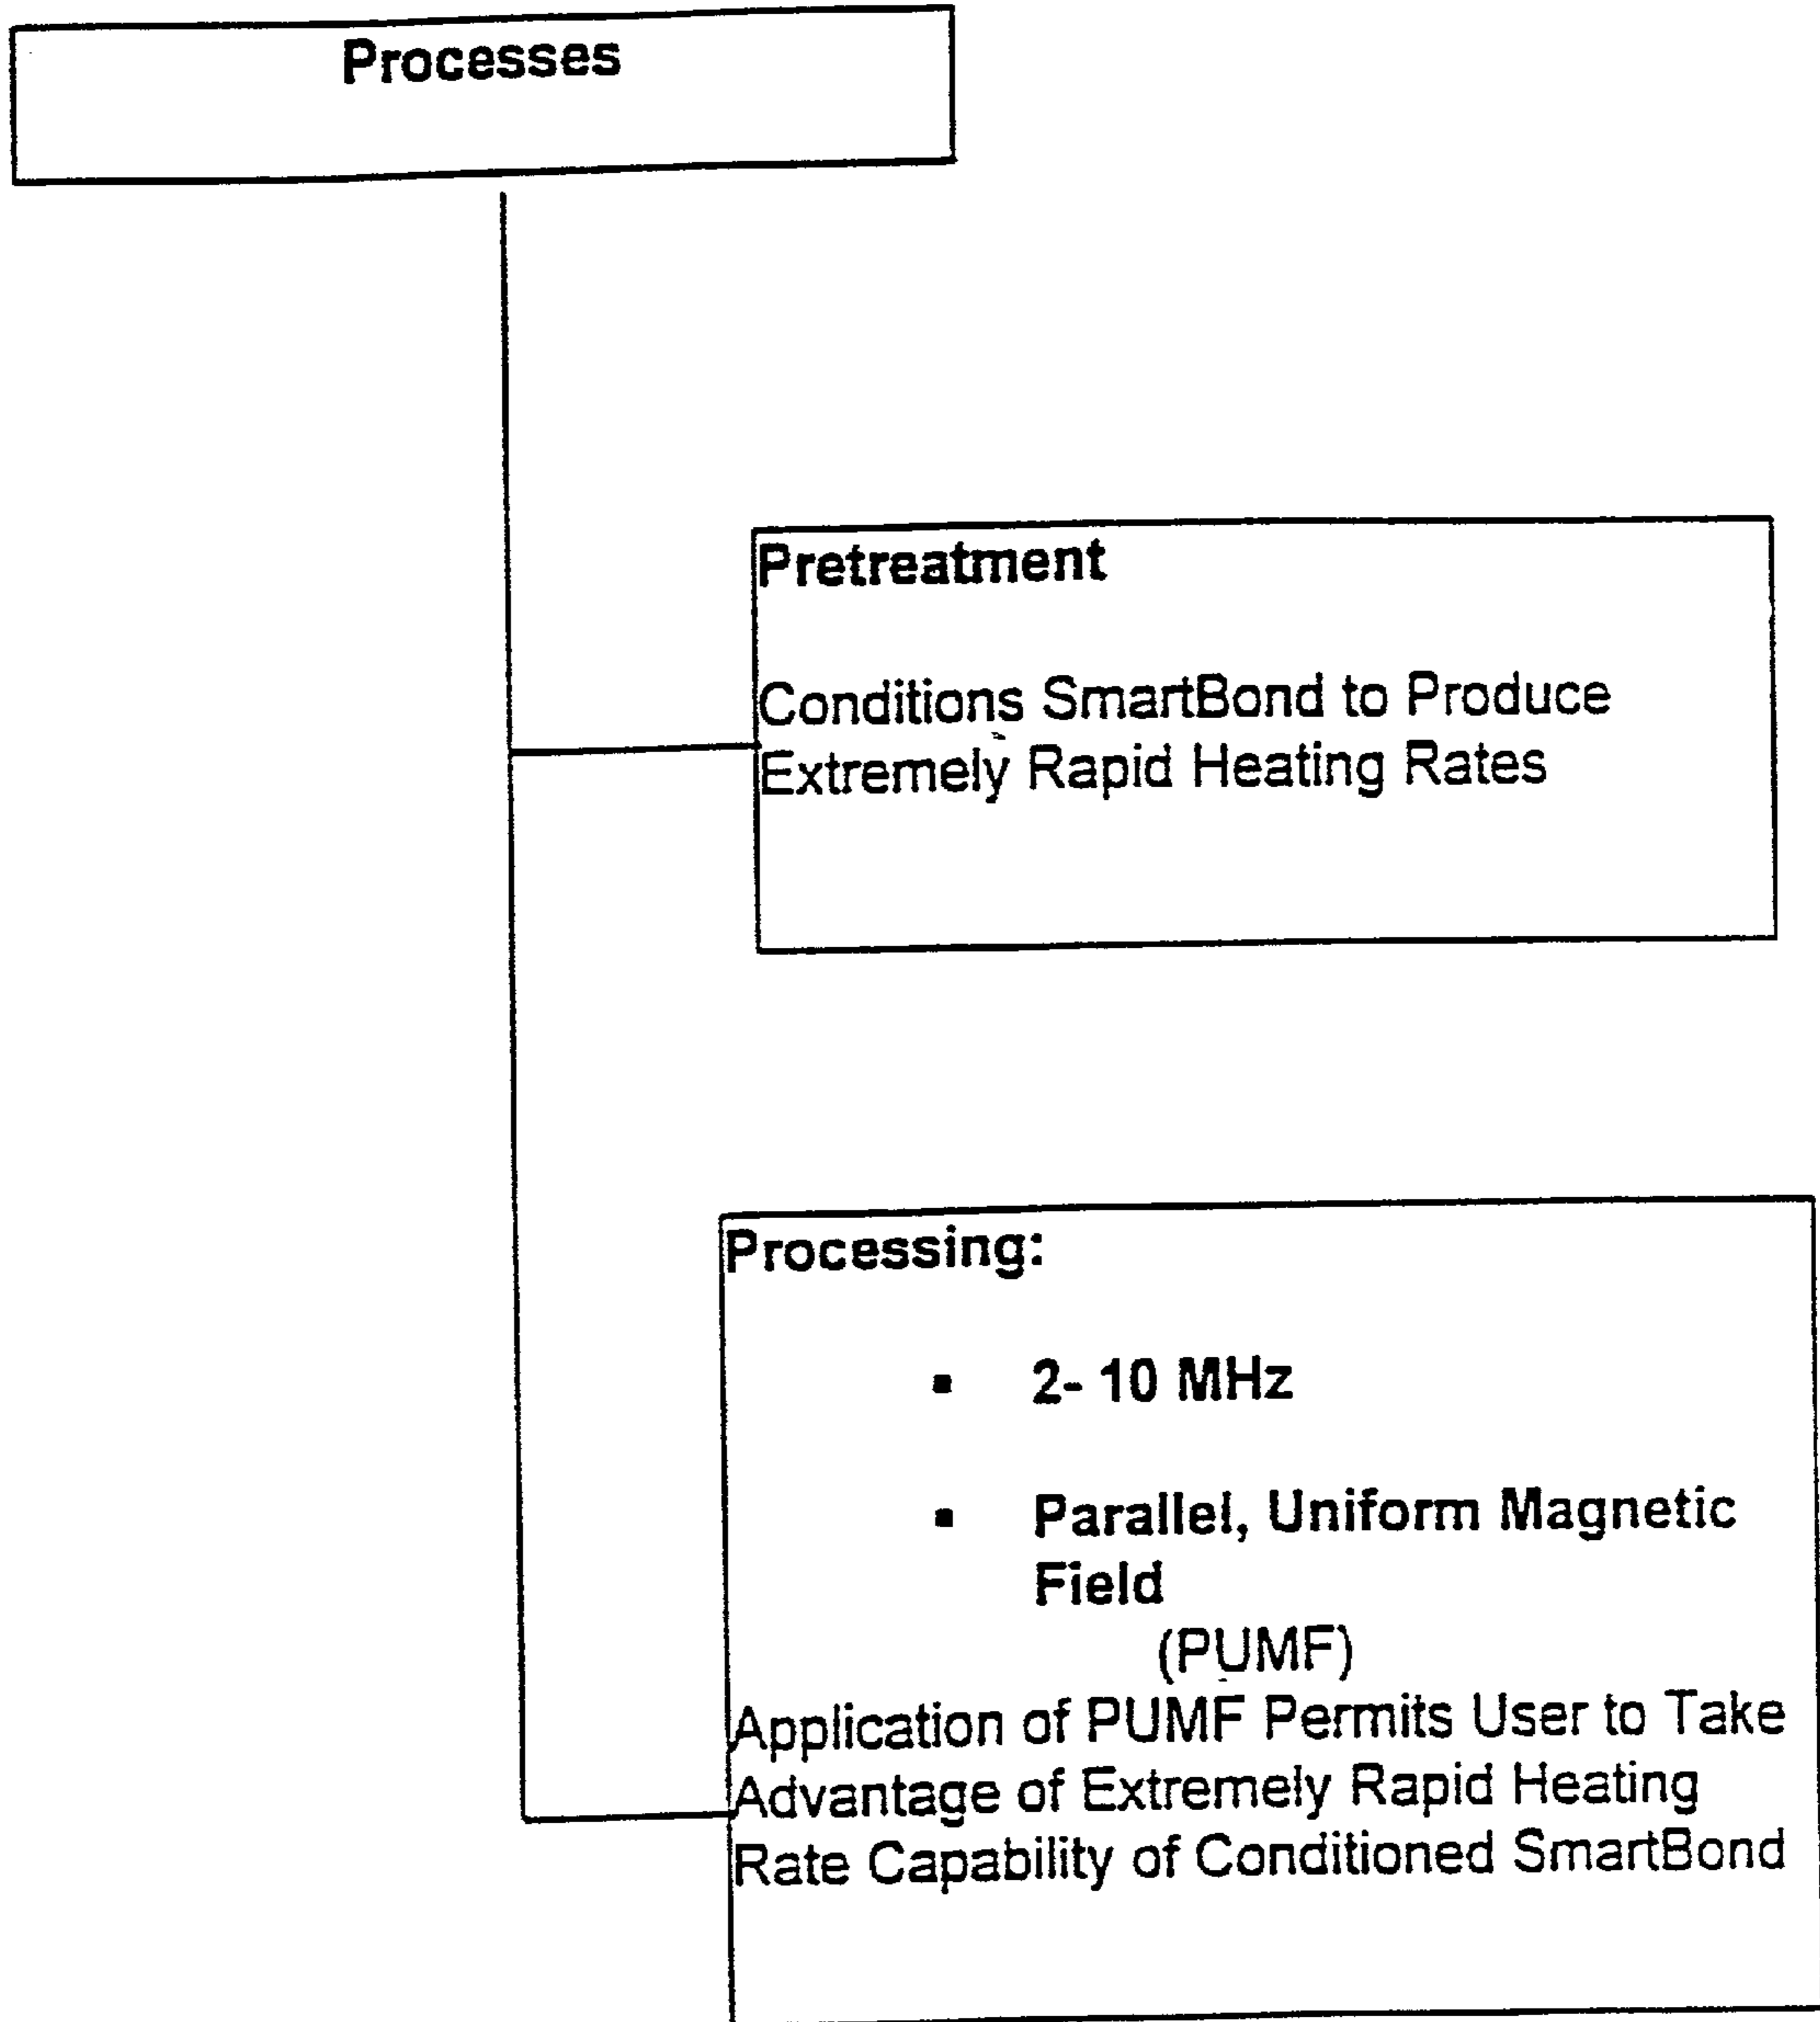 Processes
Pretreatment
Conditions SmartBond to Produce
Extremely Rapid Heating Rates
Processing:
▪ 2- 10 MHz
▪ Parallel, Uniform Magnetic
Field
(PUMF)
Application of PUMF Permits User to Take
Advantage of Extremely Rapid Heating
Rate Capability of Conditioned SmartBond